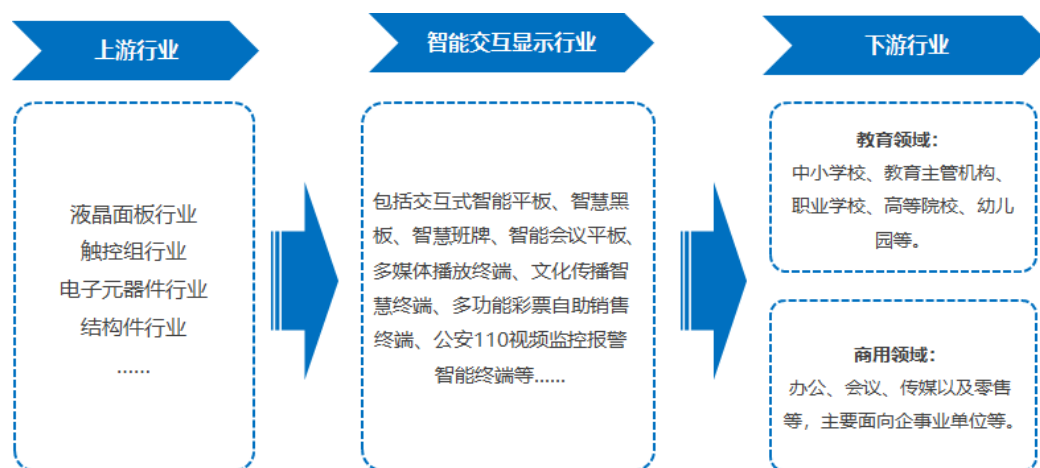 上游行业
智能交互显示行业
下游行业
液晶面板行业
触控组行业
电子元器件行业
结构件行业
......
包括交互式智能平板、智慧黑
板、智慧班牌、智能会议平板、
多媒体播放终端、文化传播智
慧终端、多功能彩票自助销售
终端、公安110视频监控报警
智能终端等......
教育领域：
中小学校、教育主管机构、
职业学校、高等院校、幼儿
园等。
商用领域：
办公、会议、传媒以及零售
等，主要面向企事业单位等。